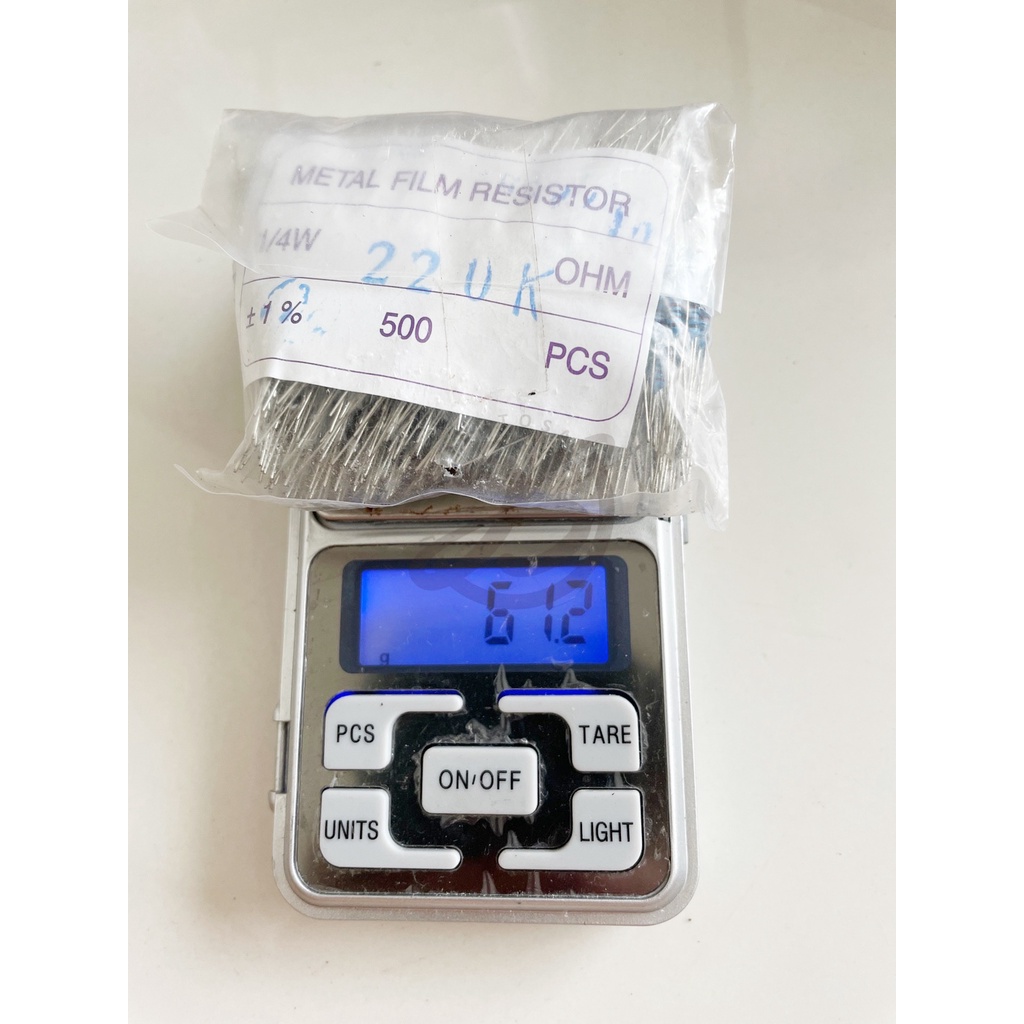 METAL FILM RESISTOR
1/4W 220K OHM
± 1% 500 PCS
61.2
g
PCS TARE
ON/OFF
UNITS LIGHT